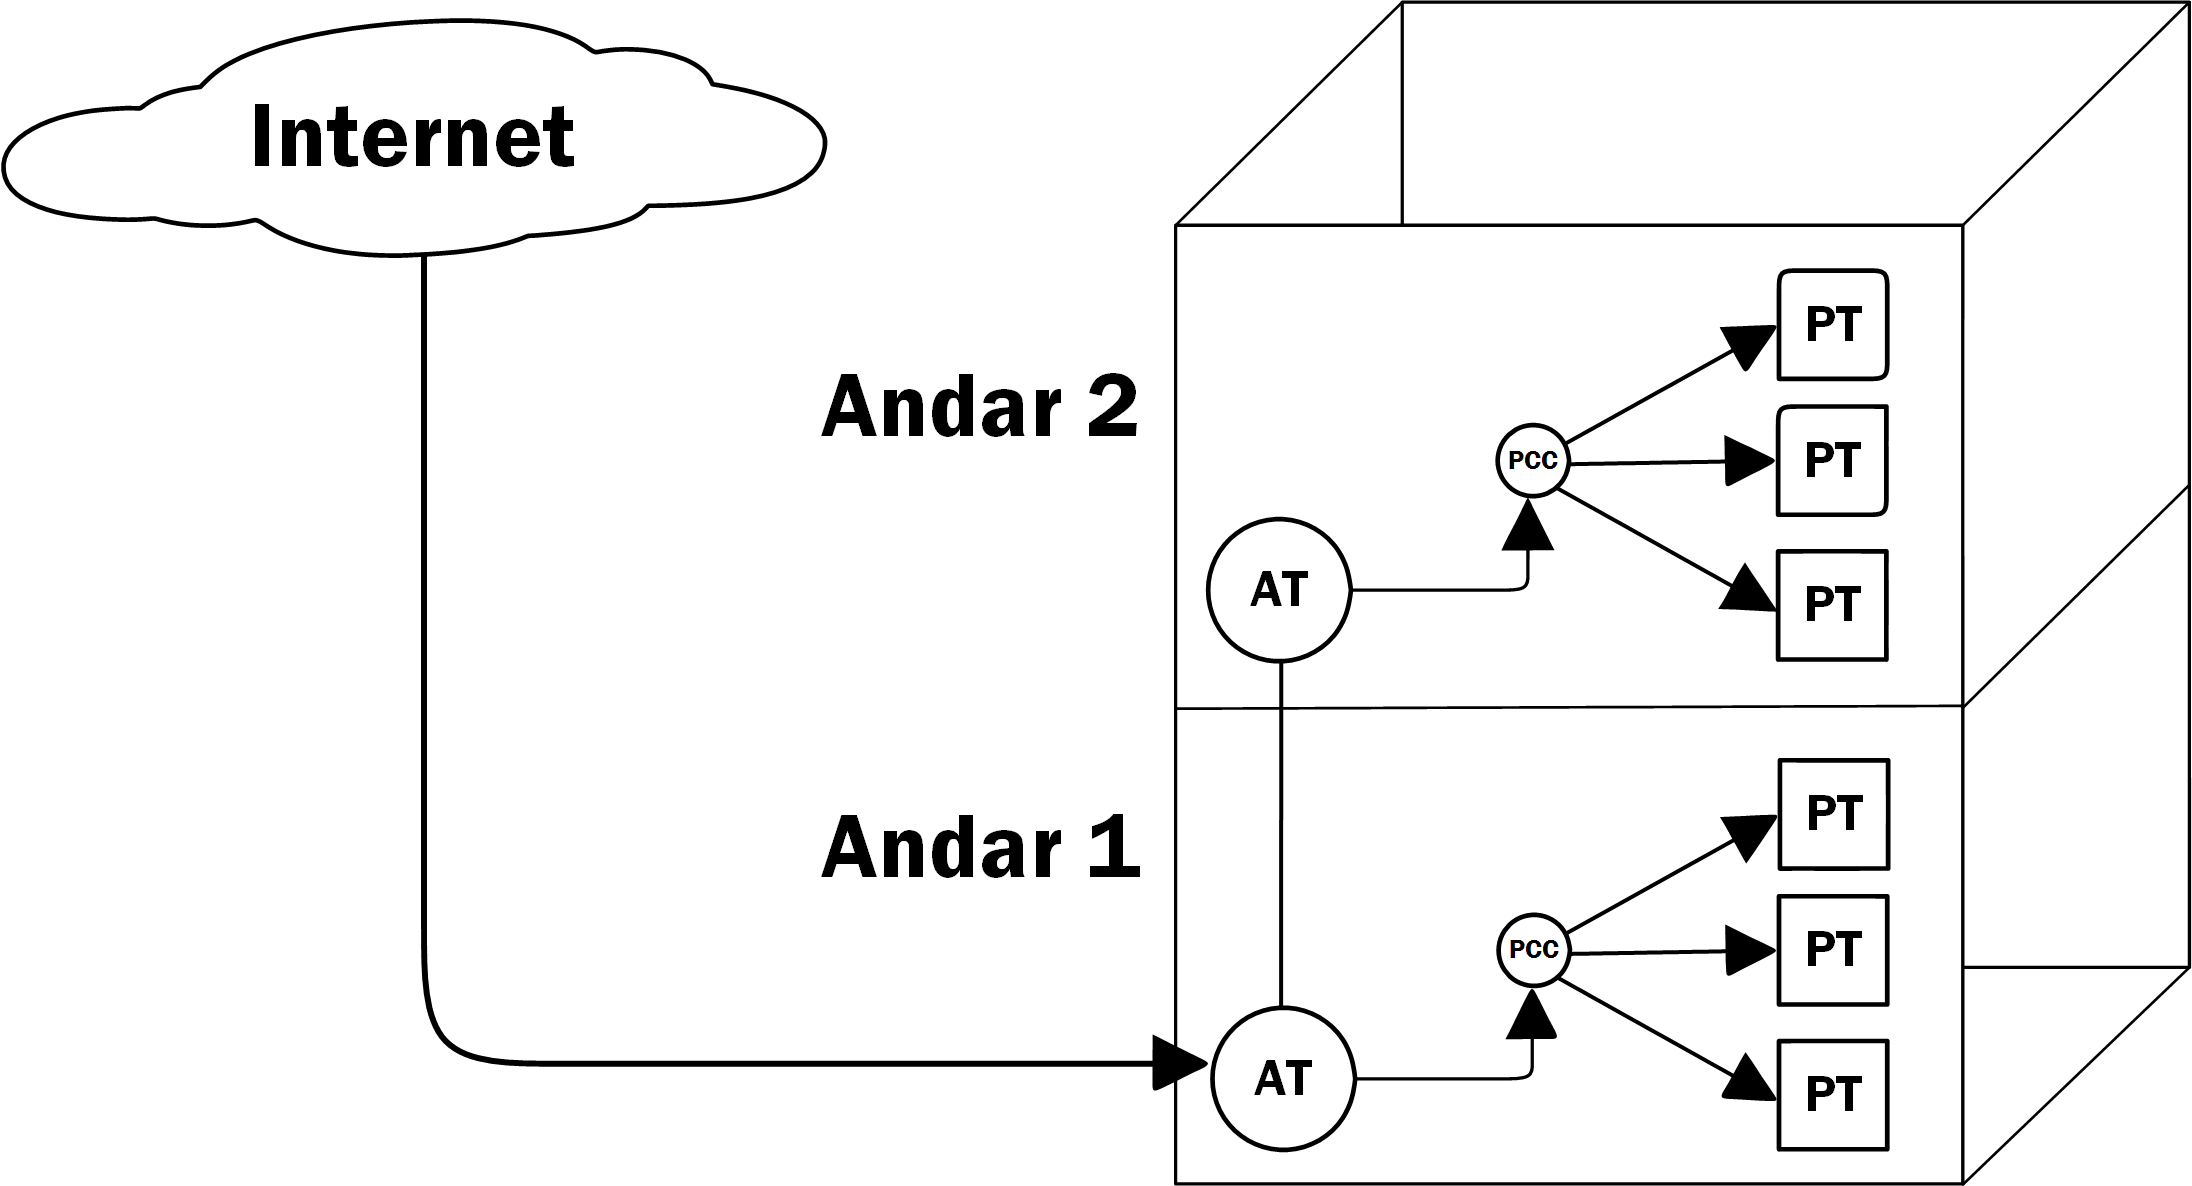 Internet
Andar 2
PT
PT
PCC
PT
AT
Andar 1
PT
PT
PCC
PT
AT